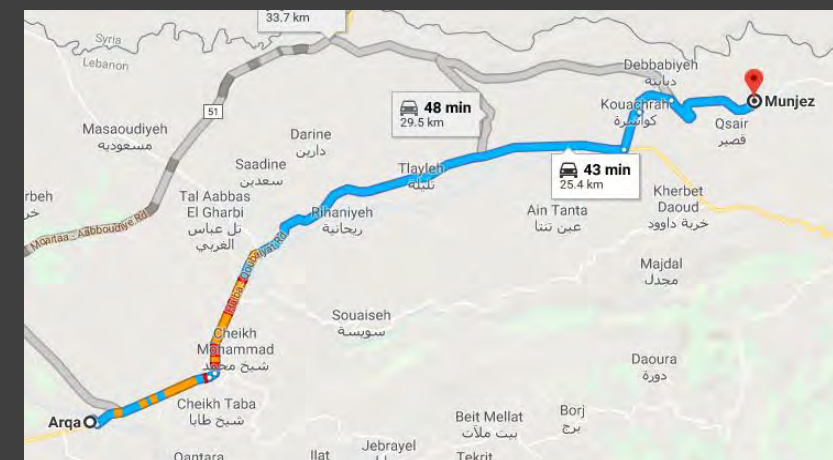 33.7 km
Syria
Lebanon
Debbabiyeh
دبابية
Munjez
Kouachrah
كواشرة
48 min
29.5 km
51
Qsair
قصير
Masaoudiyeh
مسعودية
Darine
دارين
Saadine
سعدين
Tlayleh
تليلة
43 min
25.4 km
Tal Aabbas
El Gharbi
تل عباس
الغربي
Kherbet
Daoud
خربة داوود
Rihaniyeh
ريحانية
Ain Tanta
عين تنتا
Aabboudiye Rd
Majdal
مجدل
Souaiseh
سويسة
Cheikh
Mohammad
شيخ محمد
Daoura
دورة
Cheikh Taba
شيخ طابا
Arqa
Beit Mellat
بيت ملات
Borj
برج
Jebrayel
Qantara
Ilat
Tekrit